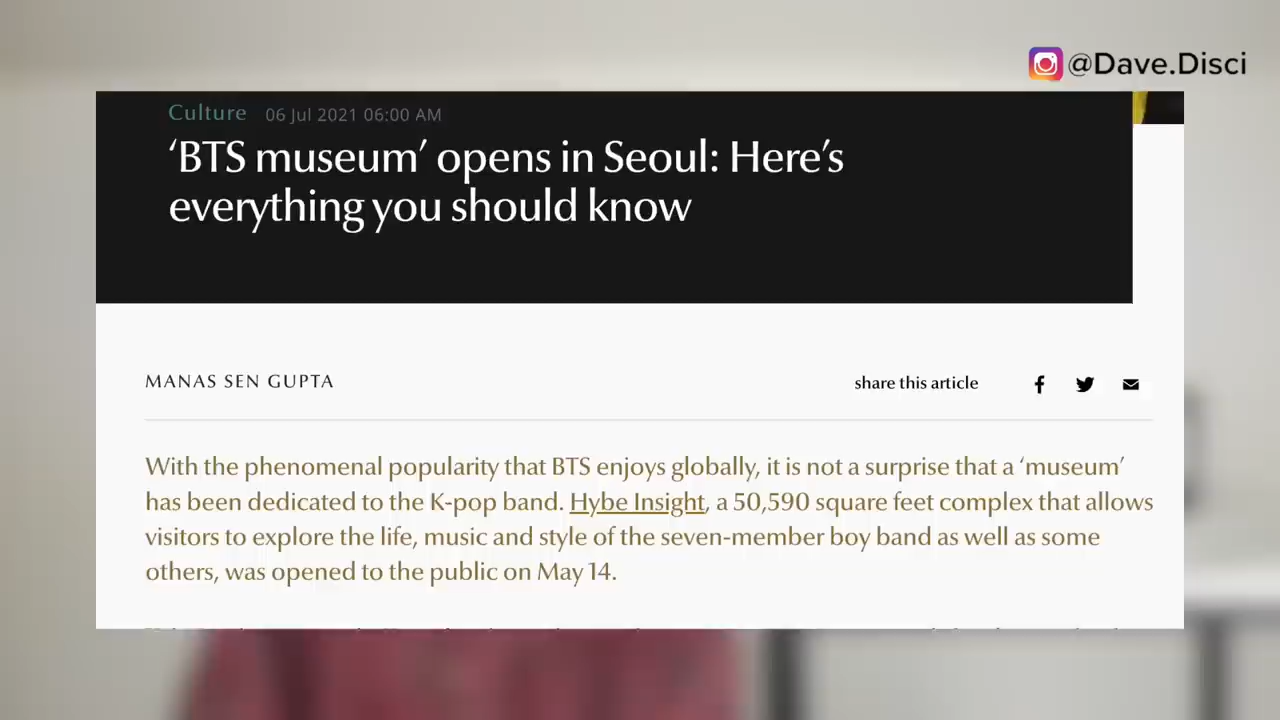 @Dave.Disci
Culture 06 Jul 2021 06:00 AM
‘BTS museum’ opens in Seoul: Here’s
everything you should know
MANAS SEN GUPTA
share this article
With the phenomenal popularity that BTS enjoys globally, it is not a surprise that a ‘museum’
has been dedicated to the K-pop band. Hybe Insight, a 50,590 square feet complex that allows
visitors to explore the life, music and style of the seven-member boy band as well as some
others, was opened to the public on May 14.